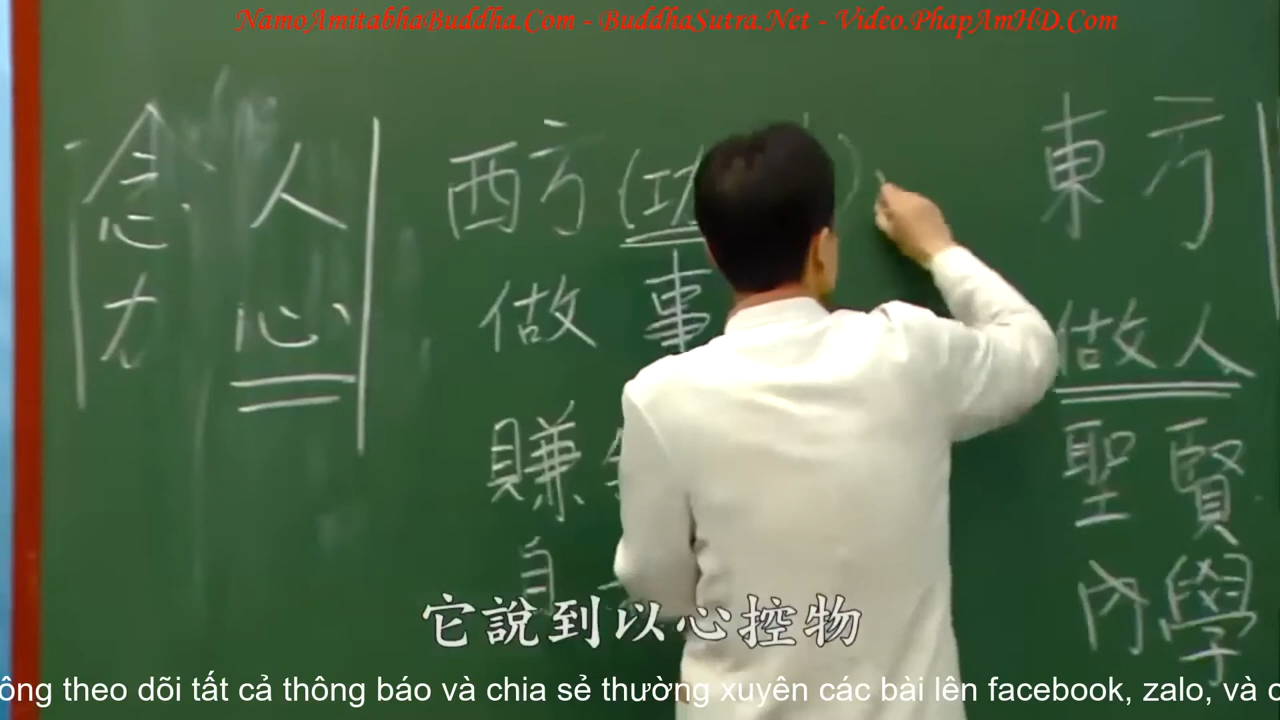 NamoAmitabhaBuddha.Com - BuddhaSutra.Net - Video.PhapAmHD.Com
念力
人心
西方(功
做事
賺
自
東方
做人
聖賢
內學
它說到以心控物
ông theo dõi tất cả thông báo và chia sẻ thường xuyên các bài lên facebook, zalo, và c